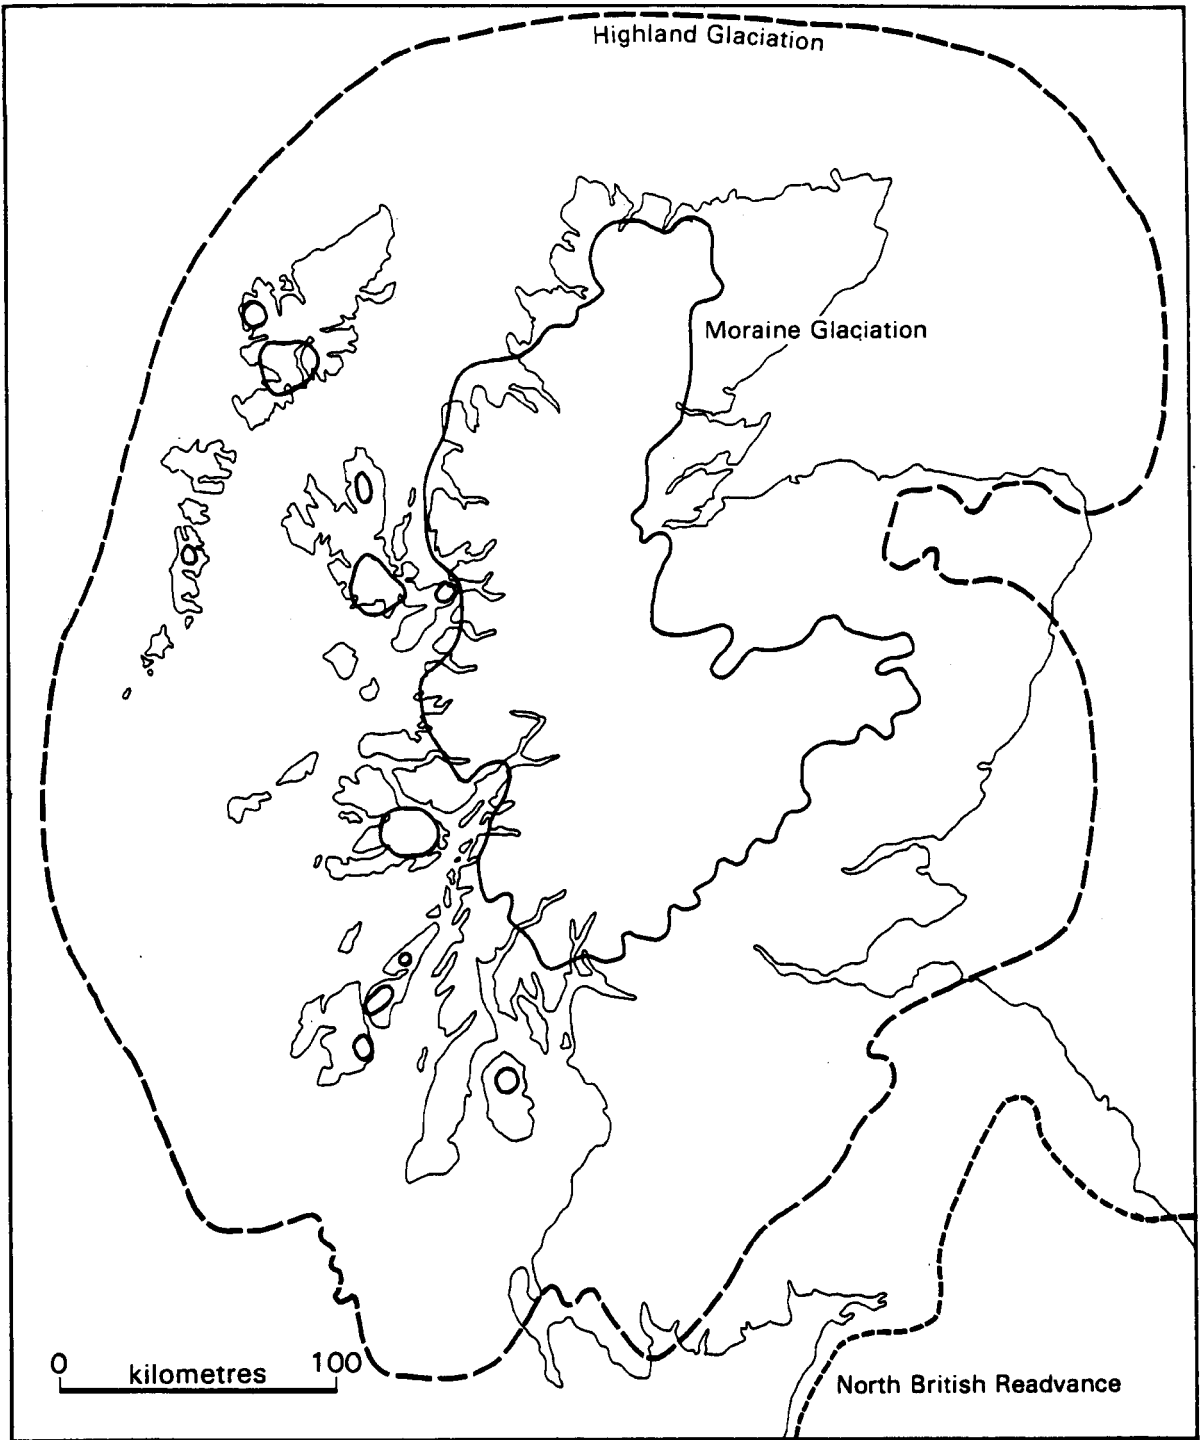 Highland Glaciation
Moraine Glaciation
0 kilometres 100
North British Readvance